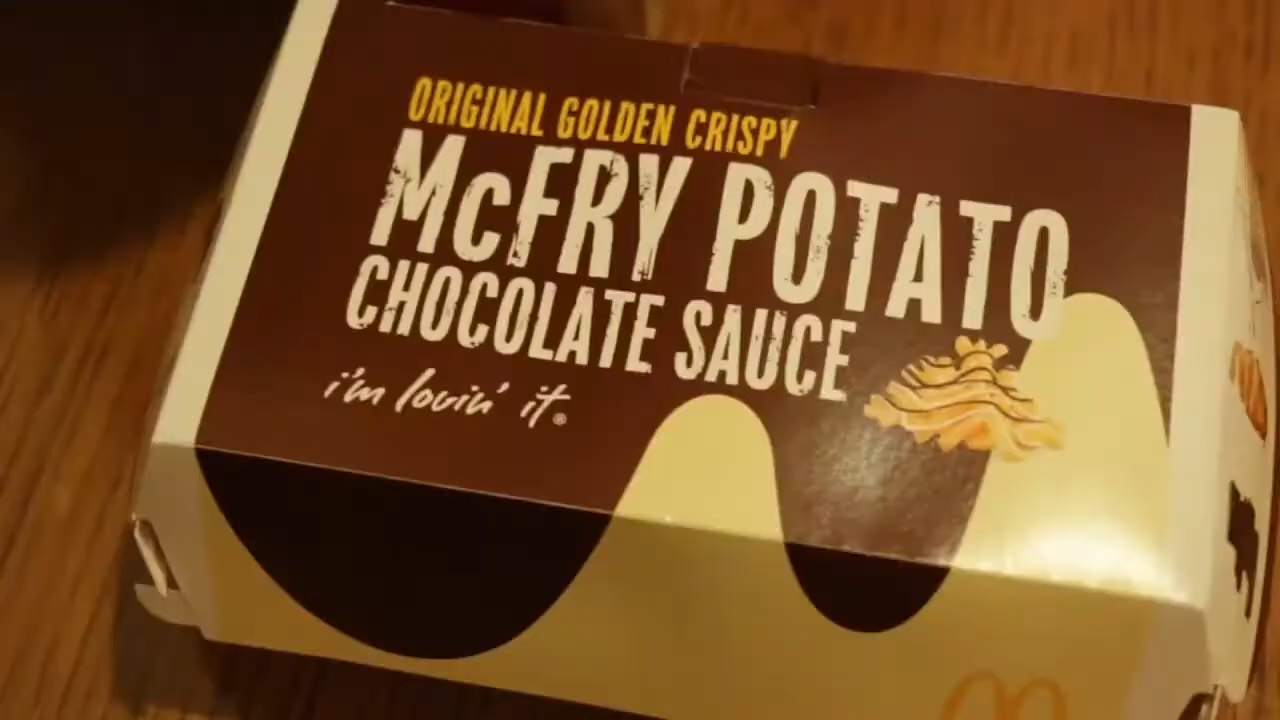 ORIGINAL GOLDEN CRISPY
McFRY POTATO
CHOCOLATE SAUCE
i'm lovin' it®